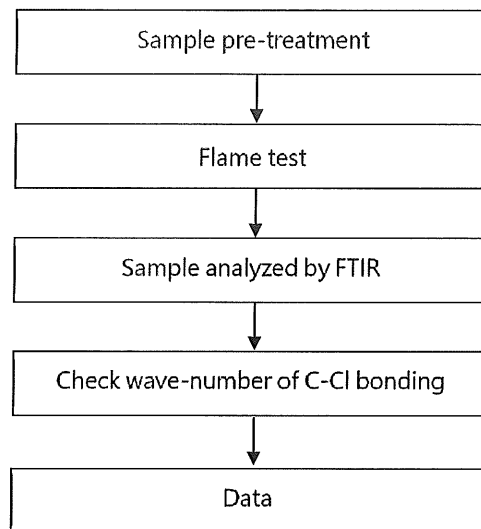 Sample pre-treatment
Flame test
Sample analyzed by FTIR
Check wave-number of C-Cl bonding
Data